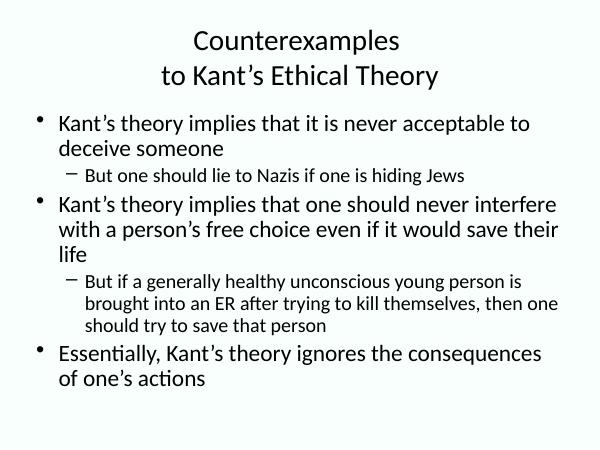 Counterexamples
to Kant’s Ethical Theory
• Kant’s theory implies that it is never acceptable to
deceive someone
– But one should lie to Nazis if one is hiding Jews
• Kant’s theory implies that one should never interfere
with a person’s free choice even if it would save their
life
– But if a generally healthy unconscious young person is
brought into an ER after trying to kill themselves, then one
should try to save that person
• Essentially, Kant’s theory ignores the consequences
of one’s actions